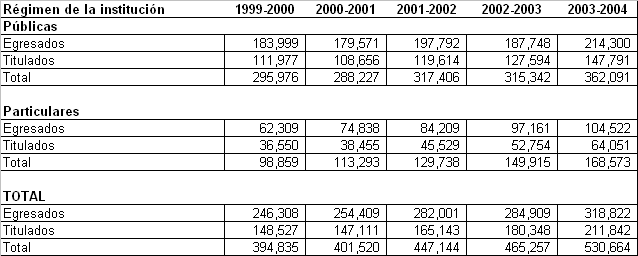 Régimen de la institución 1999-2000 2000-2001 2001-2002 2002-2003 2003-2004
Públicas
Egresados 183,999 179,571 197,792 187,748 214,300
Titulados 111,977 108,656 119,614 127,594 147,791
Total 295,976 288,227 317,406 315,342 362,091
Particulares
Egresados 62,309 74,838 84,209 97,161 104,522
Titulados 36,550 38,455 45,529 52,754 64,051
Total 98,859 113,293 129,738 149,915 168,573
TOTAL
Egresados 246,308 254,409 282,001 284,909 318,822
Titulados 148,527 147,111 165,143 180,348 211,842
Total 394,835 401,520 447,144 465,257 530,664